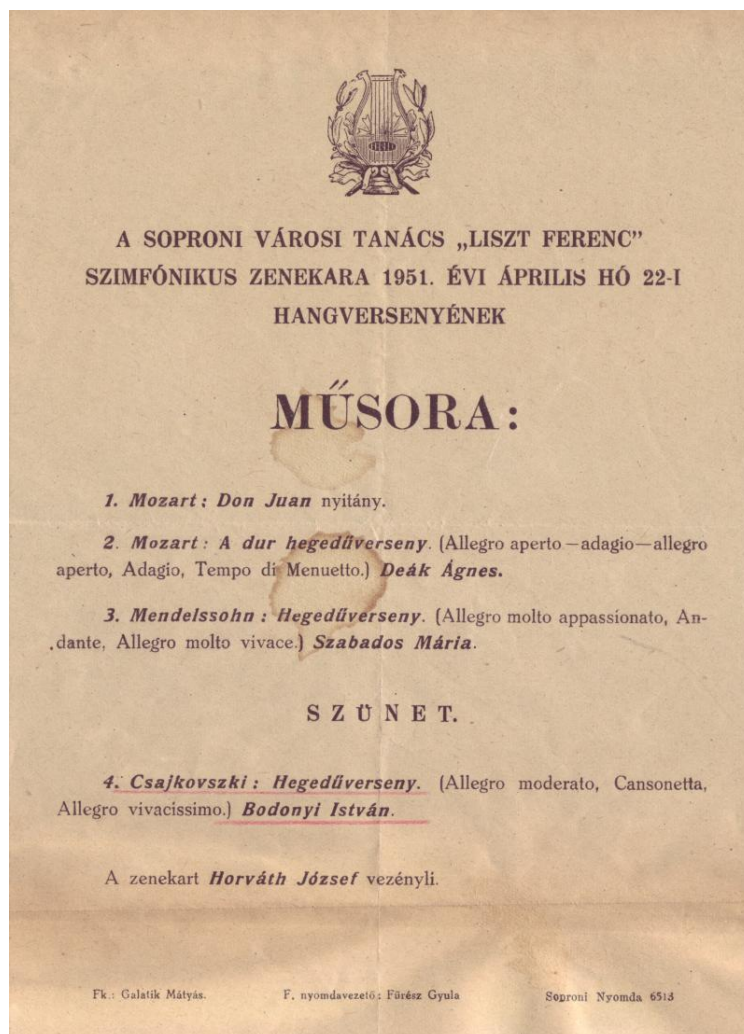 A SOPRONI VÁROSI TANÁCS „LISZT FERENC”
SZIMFÓNIKUS ZENEKARA 1951. ÉVI ÁPRILIS HÓ 22-I
HANGVERSENYÉNEK
MŰSORA:
1. Mozart: Don Juan nyitány.
2. Mozart: A dur hegedűverseny. (Allegro aperto—adagio—allegro
aperto, Adagio, Tempo di Menuetto.) Deák Ágnes.
3. Mendelssohn: Hegedűverseny. (Allegro molto appassionato, An-
dante, Allegro molto vivace.) Szabados Mária.
SZÜNET.
4. Csajkovszki: Hegedűverseny. (Allegro moderato, Cansonetta,
Allegro vivacissimo.) Bodonyi István.
A zenekart Horváth József vezényli.
Fk.: Galatik Mátyás. F. nyomdavezető: Fűrész Gyula Soproni Nyomda 6513